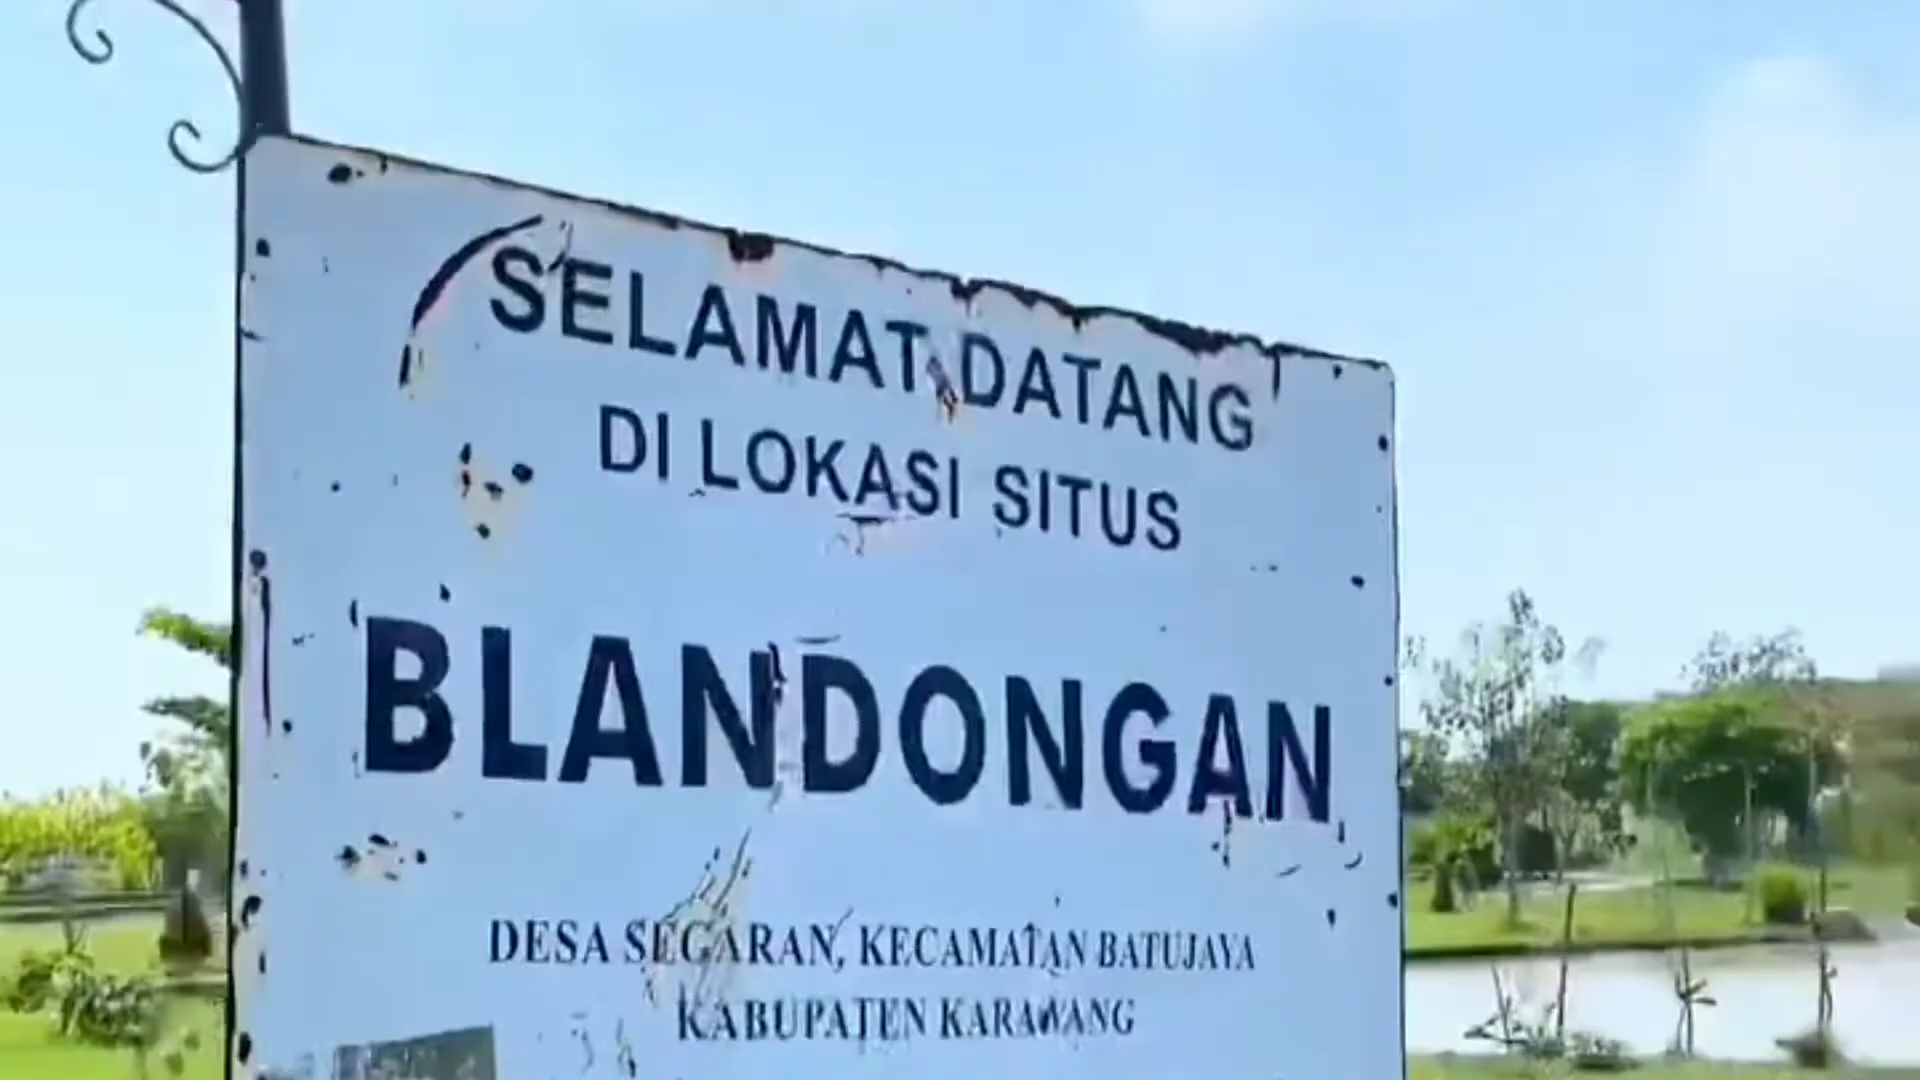 SELAMAT DATANG
DI LOKASI SITUS
BLANDONGAN
DESA SEGARAN, KECAMATAN BATUJAYA
KABUPATEN KARAWANG